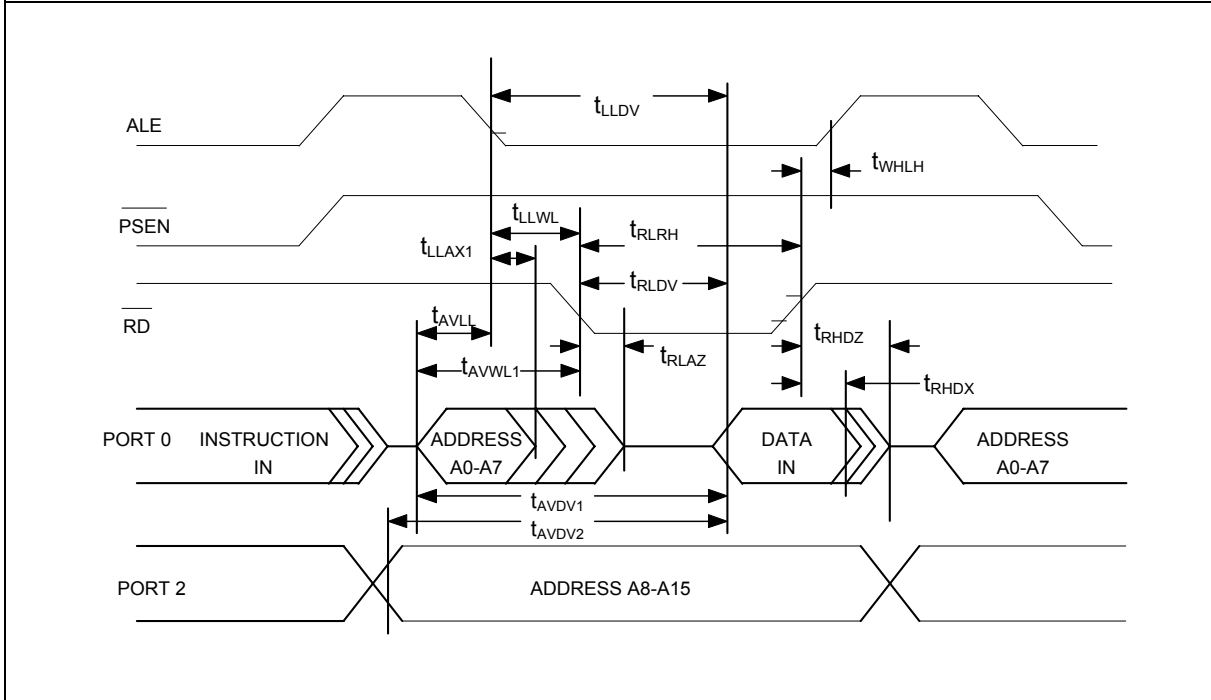 ALE
tLLDV
tWHLH
PSEN
tLLWL
tLLAX1
tRLRH
tRLDV
RD
tAVLL
tRHDZ
tRLAZ
tAVWL1
tRHDX
PORT 0
INSTRUCTION
IN
ADDRESS
A0-A7
DATA
IN
ADDRESS
A0-A7
tAVDV1
tAVDV2
PORT 2
ADDRESS A8-A15